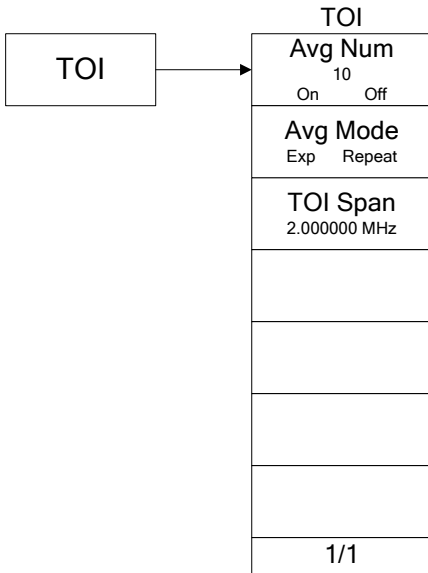 TOI
TOI
Avg Num
10
On Off
Avg Mode
Exp Repeat
TOI Span
2.000000 MHz
1/1